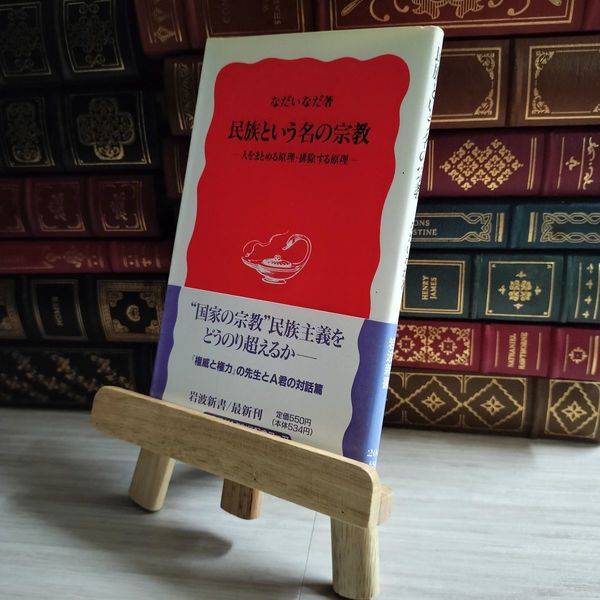 なだいなだ著
民族という名の宗教
—人をまとめる原理・排除する原理—
“国家の宗教”民族主義を
どうのり超えるか——
『権威と権力』の先生とA君の対話篇
岩波新書/最新刊
定価550円
(本体534円)
HOMER
HENRY
JAMES
NATHANIEL
HAWTHORNE